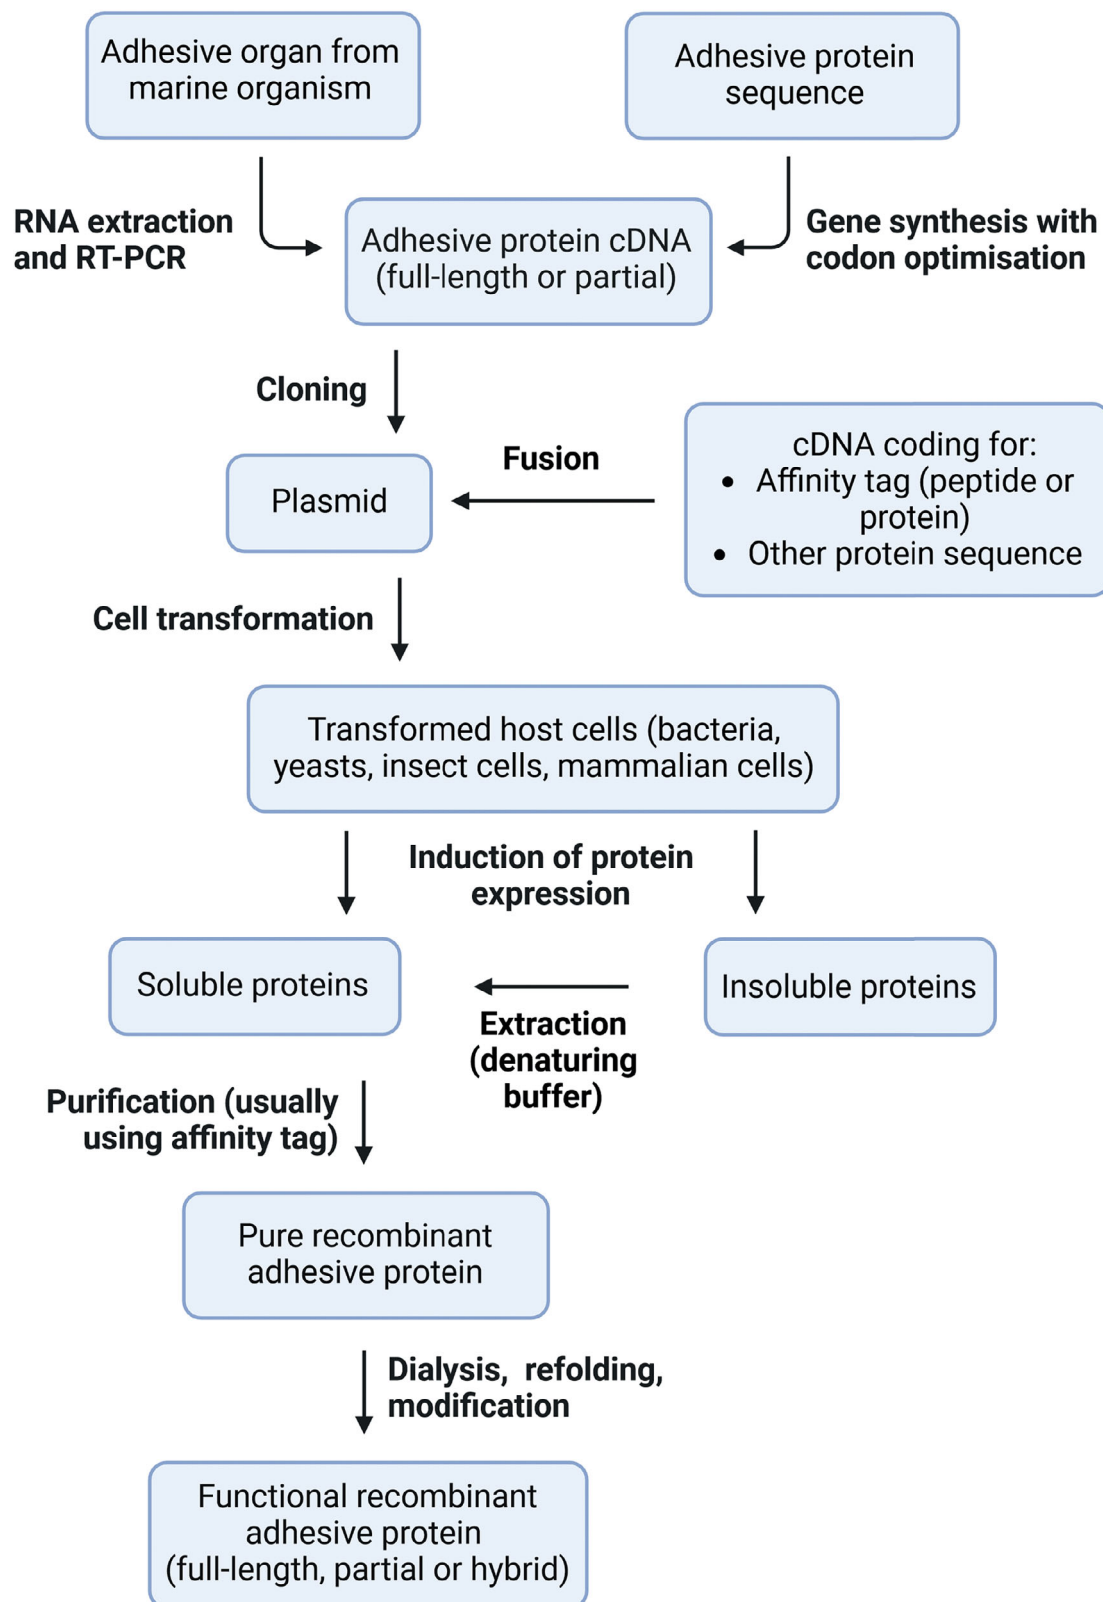 Adhesive organ from
marine organism
Adhesive protein
sequence
RNA extraction
and RT-PCR
Adhesive protein cDNA
(full-length or partial)
Gene synthesis with
codon optimisation
Cloning
Fusion
cDNA coding for:
• Affinity tag (peptide or
protein)
• Other protein sequence
Plasmid
Cell transformation
Transformed host cells (bacteria,
yeasts, insect cells, mammalian cells)
Induction of protein
expression
Soluble proteins
Insoluble proteins
Extraction
(denaturing
buffer)
Purification (usually
using affinity tag)
Pure recombinant
adhesive protein
Dialysis, refolding,
modification
Functional recombinant
adhesive protein
(full-length, partial or hybrid)